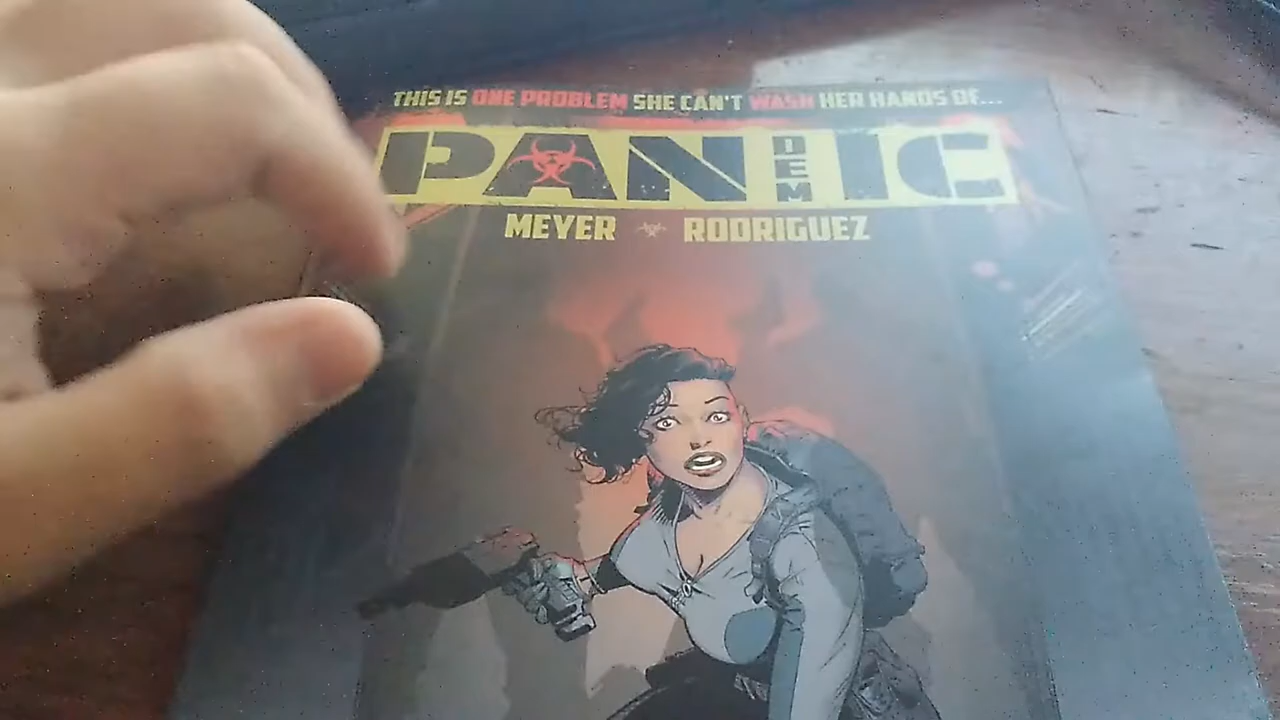 THIS IS ONE PROBLEM SHE CAN'T WASH HER HANDS OF...
PANDEMIC
MEYER RODRIGUEZ